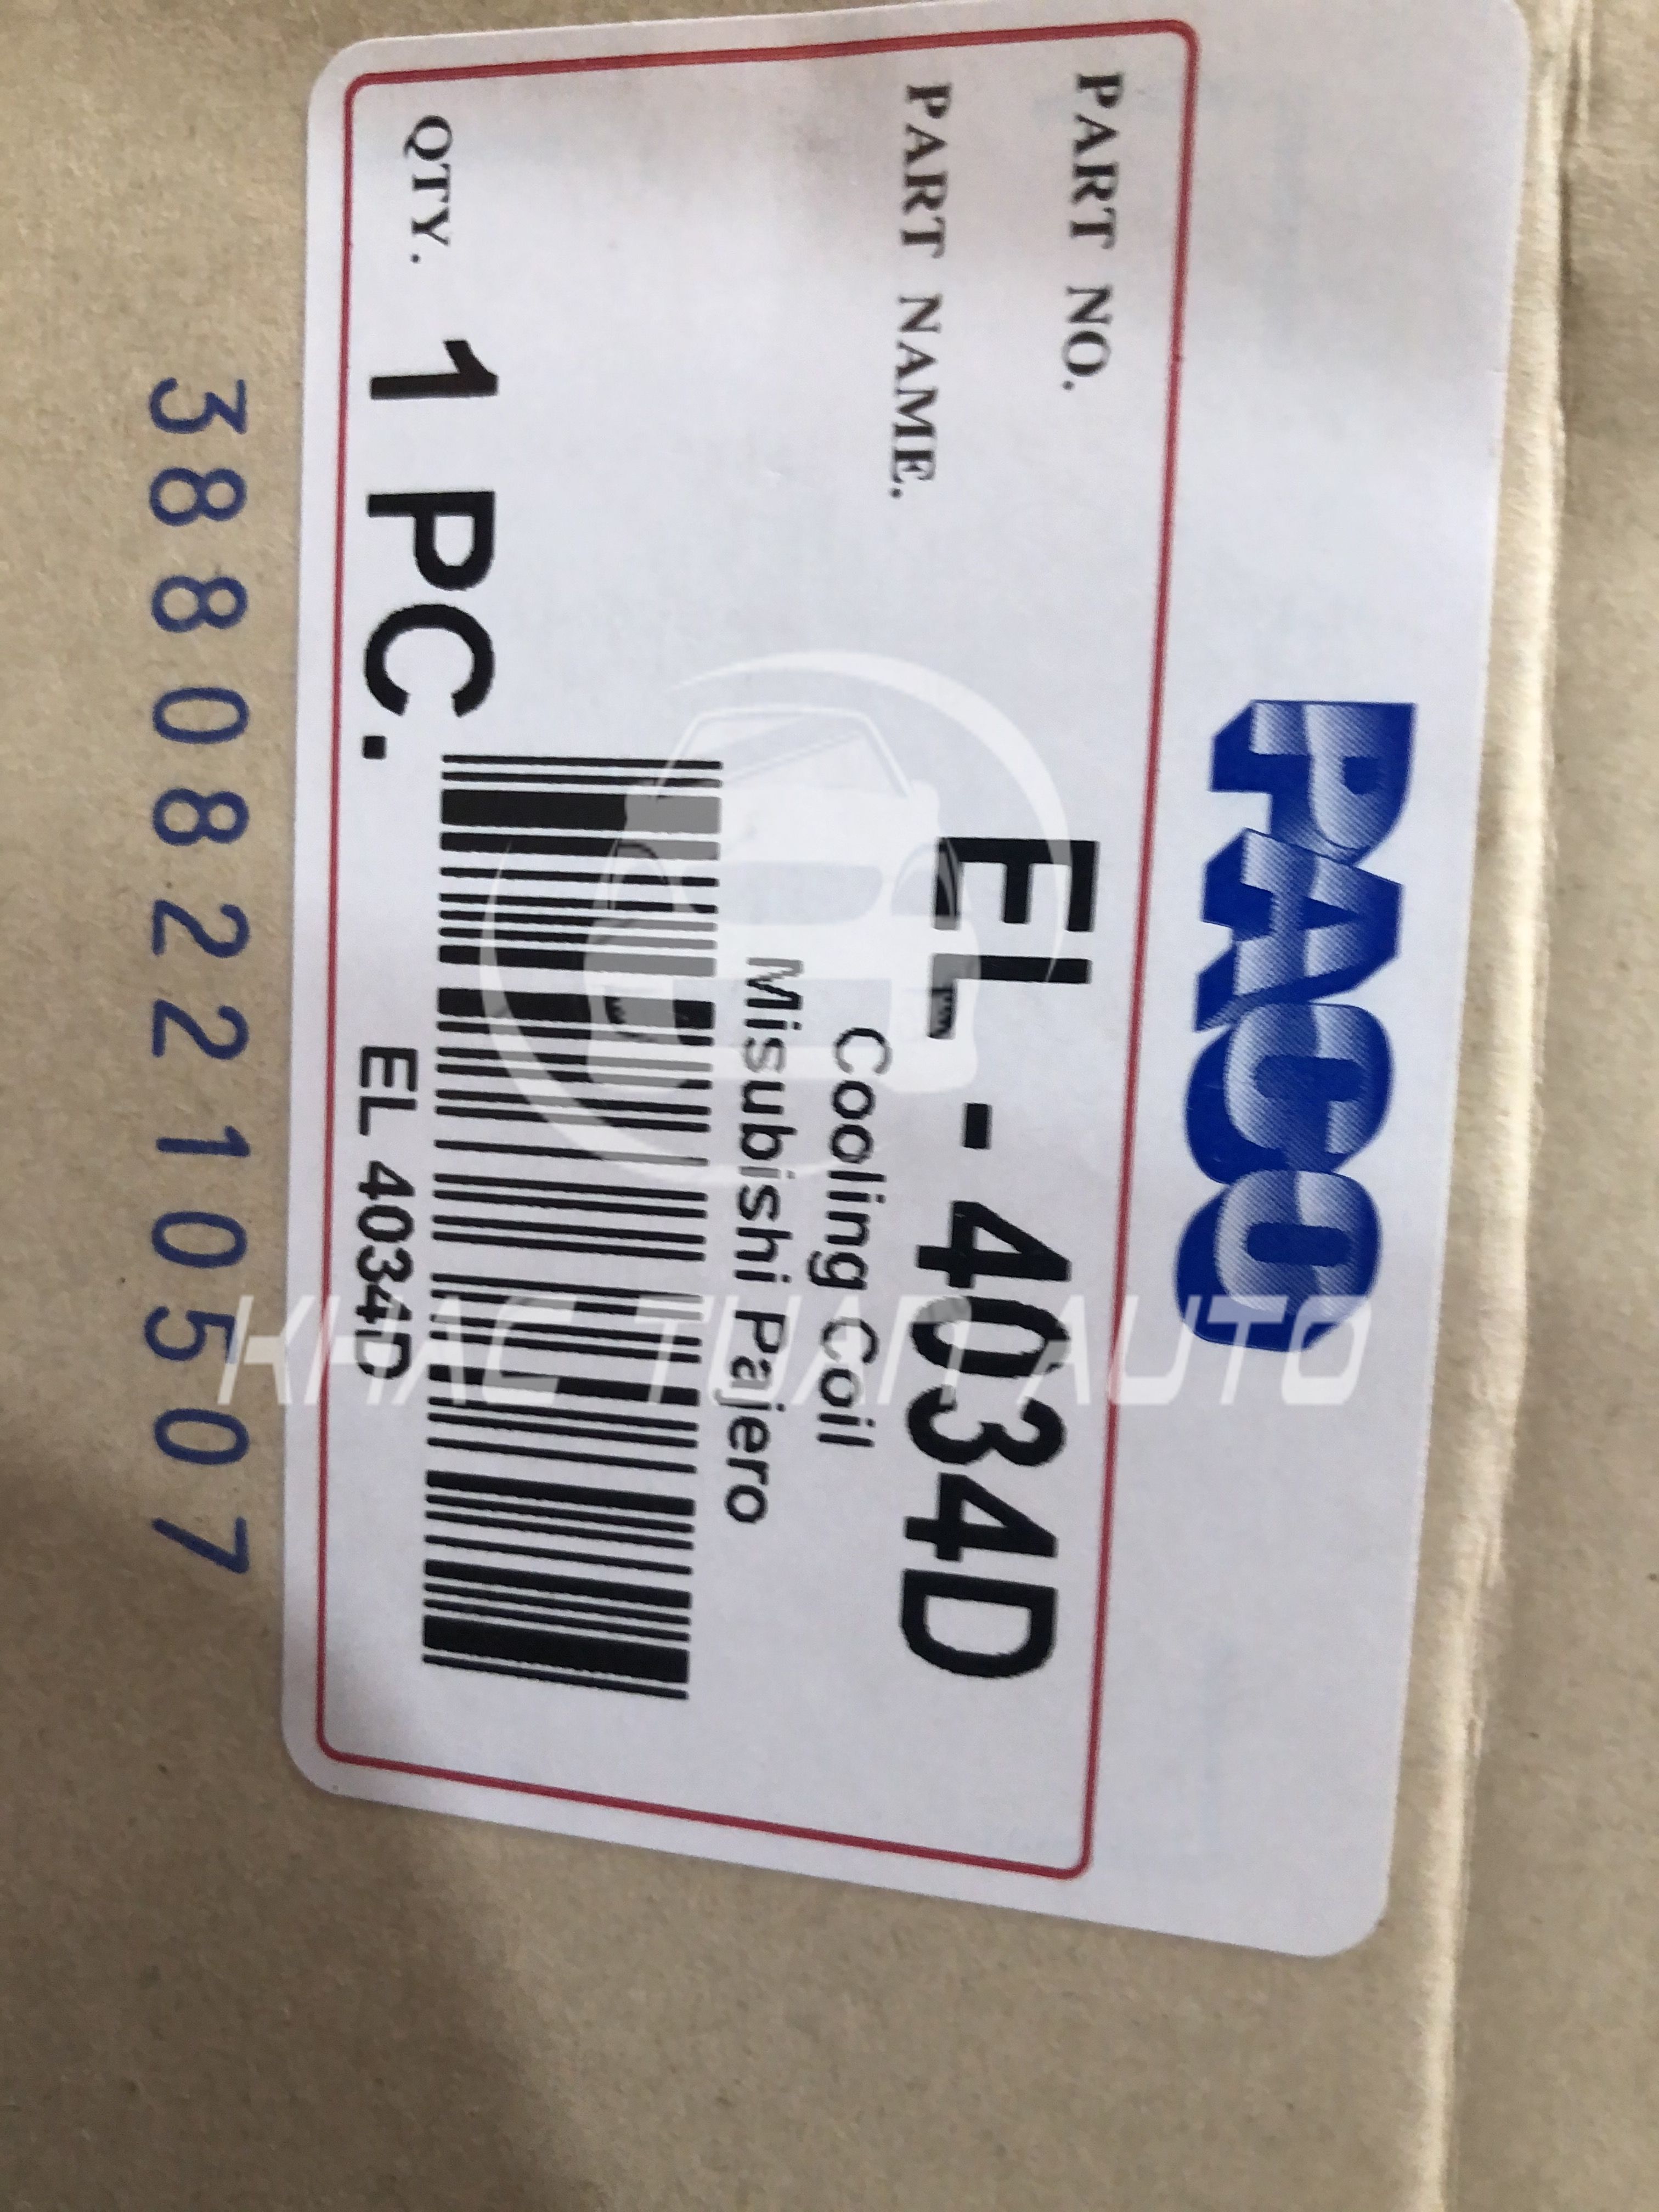 PACO
PART NO.
EL - 4034D
PART NAME.
Cooling Coil
Misubishi Pajero
QTY. 1 PC.
EL 4034D
388082210507
KHAC TUAN AUTO